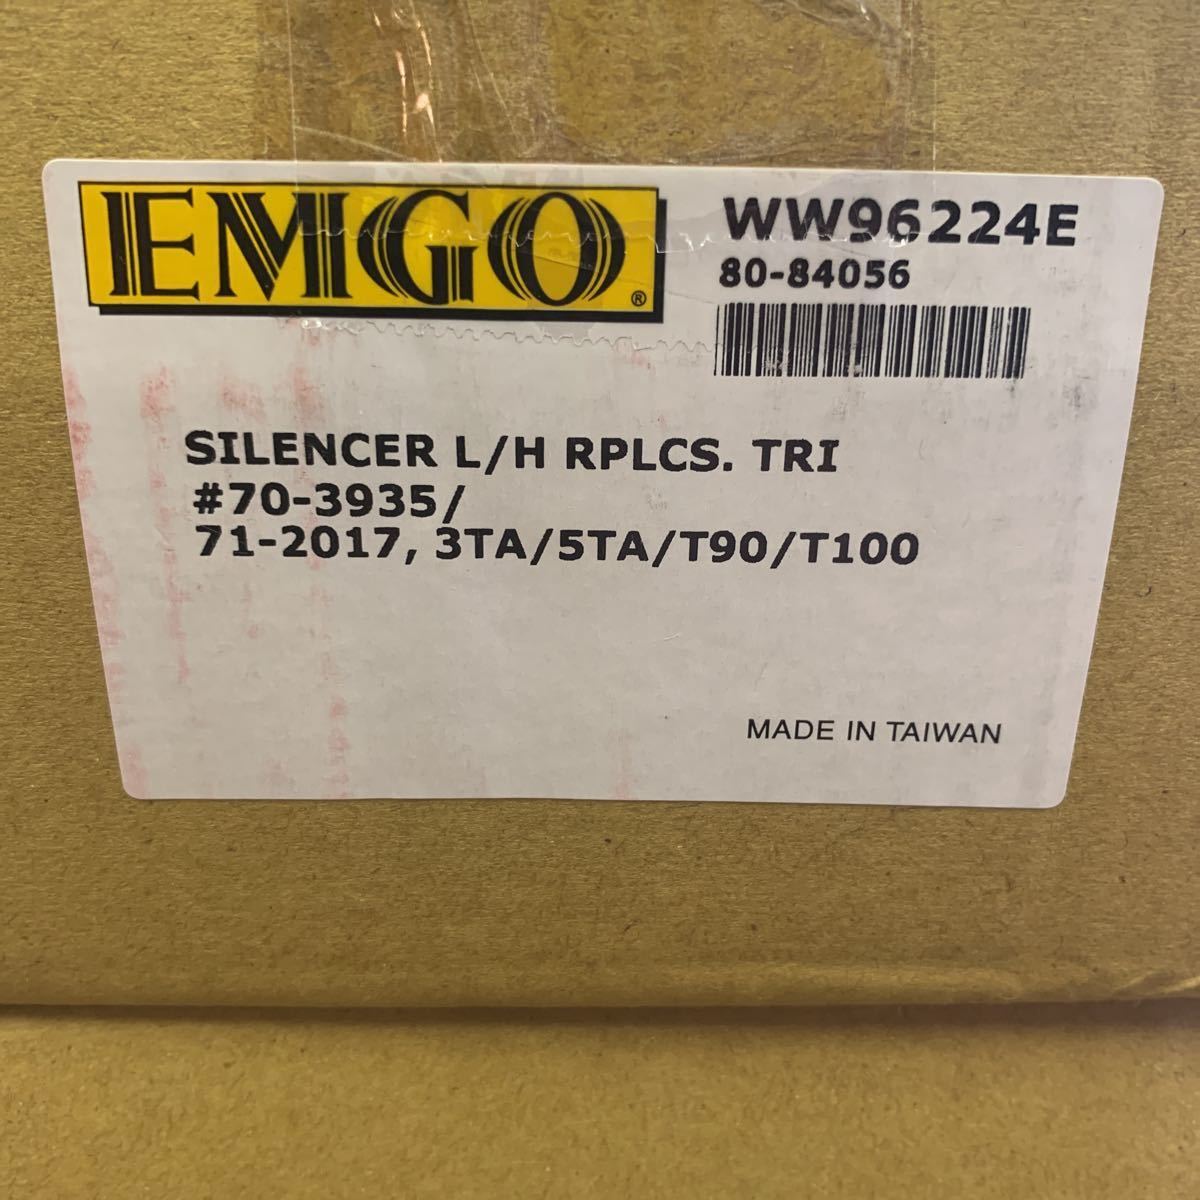 EMGO®
WW96224E
80-84056
SILENCER L/H RPLCS. TRI
#70-3935/
71-2017, 3TA/5TA/T90/T100
MADE IN TAIWAN